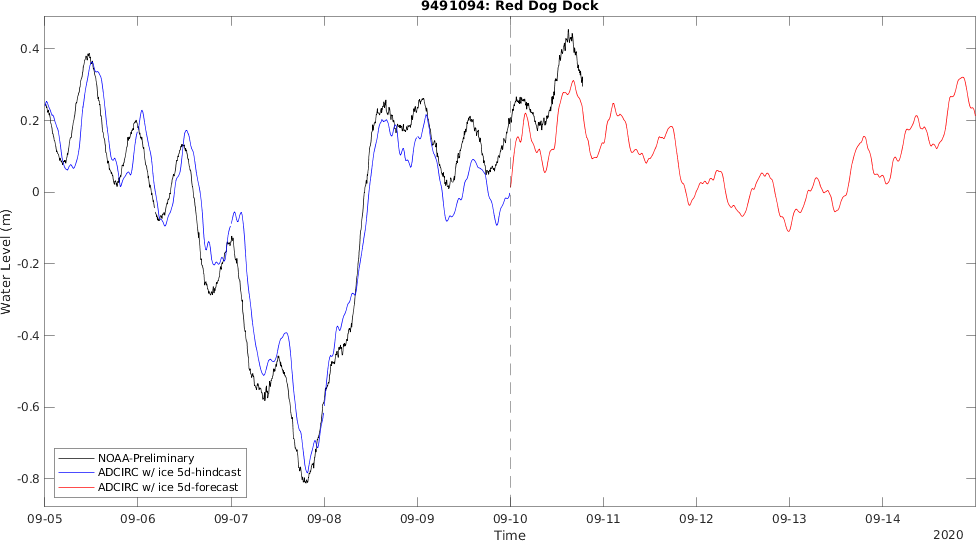 9491094: Red Dog Dock
0.4
0.2
0
-0.2
-0.4
-0.6
-0.8
Water Level (m)
NOAA-Preliminary
ADCIRC w/ ice 5d-hindcast
ADCIRC w/ ice 5d-forecast
09-05 09-06 09-07 09-08 09-09 09-10 09-11 09-12 09-13 09-14
Time
2020